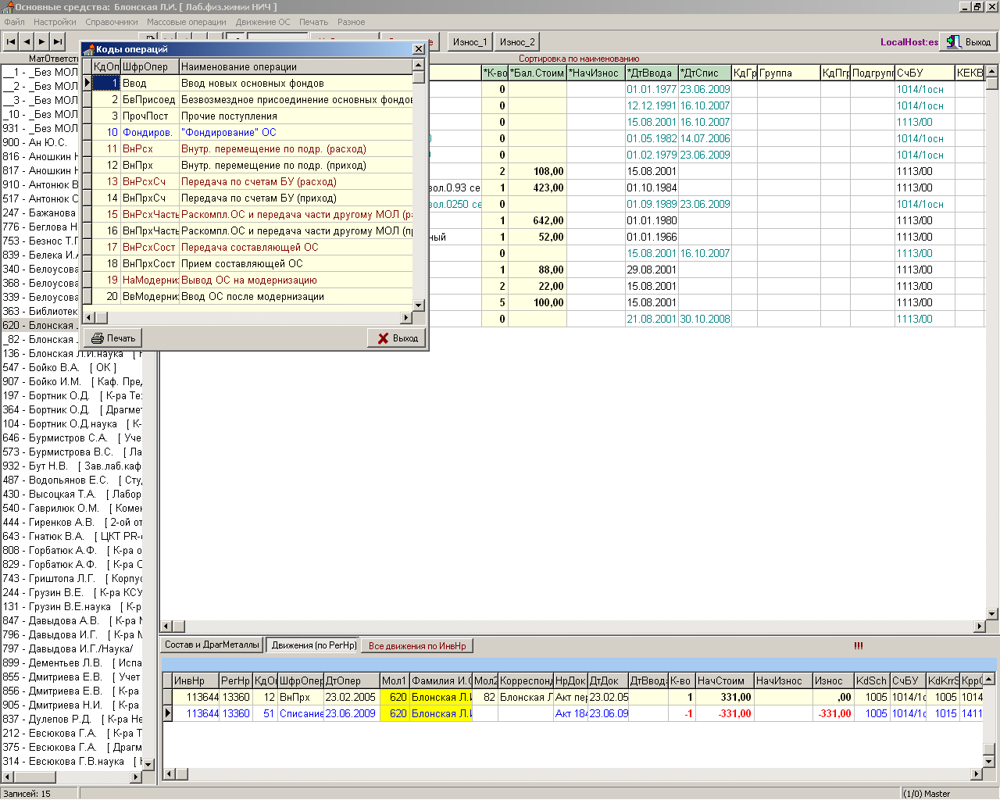 Основные средства: Блонская Л.И. [ Лаб.физ.химии НИЧ ]
Файл Настройки Справочники Массовые операции Движение ОС Печать Разное
Износ_1 Износ_2 LocalHost:es Выход
МатОтветст
Сортировка по наименованию
*К-во *Бал.Стоим *НачИзнос *ДтВвода *ДтСпис КдГр Группа КдПгр Подгрупп СчБУ КЕКВ
0 01.01.1977 23.06.2009 1014/1осн
0 12.12.1991 16.10.2007 1014/1осн
0 15.08.2001 16.10.2007 1113/00
0 01.05.1982 14.07.2006 1014/1осн
0 01.02.1979 23.06.2009 1014/1осн
2 108,00 15.08.2001 1113/00
вол.0.93 се 1 423,00 01.10.1984 1113/00
вол.0250 се 0 01.09.1989 23.06.2009 1014/1осн
1 642,00 01.01.1980 1113/00
ный 1 52,00 01.01.1966 1113/00
0 15.08.2001 16.10.2007 1113/00
1 88,00 29.08.2001 1113/00
2 22,00 15.08.2001 1113/00
5 100,00 15.08.2001 1113/00
0 21.08.2001 30.10.2008 1113/00
Коды операций
КдОп ШфрОпер Наименование операции
1 Ввод Ввод новых основных фондов
2 БвПрисоед Безвозмездное присоединение основных фондов
3 ПрочПост Прочие поступления
10 Фондиров. "Фондирование" ОС
11 ВнРсх Внутр. перемещение по подр. (расход)
12 ВнПрх Внутр. перемещение по подр. (приход)
13 ВнРсхСч Передача по счетам БУ (расход)
14 ВнПрхСч Передача по счетам БУ (приход)
15 ВнРсхЧасть Раскомпл.ОС и передача части другому МОЛ (ра
16 ВнПрхЧасть Раскомпл.ОС и передача части другому МОЛ (пр
17 ВнРсхСост Передача составляющей ОС
18 ВнПрхСост Прием составляющей ОС
19 НаМодерни Вывод ОС на модернизацию
20 ВвМодерни Ввод ОС после модернизации
Печать Выход
__1 - _Без МОЛ
__2 - _Без МОЛ
__3 - _Без МОЛ
_10 - _Без МОЛ
931 - _Без МОЛ
900 - Ан Ю.С.
816 - Аношкин Н
817 - Аношкин Н
910 - Антонюк В
517 - Антонюк С
247 - Бажанова
776 - Беглова Н
753 - Безнос Т.Г
839 - Белека И.А
340 - Белоусова
368 - Белоусова
339 - Белоусова
363 - Библиотек
620 - Блонская
_82 - Блонская
136 - Блонская Л.И.наука [ Н
547 - Бойко В.А. [ ОК ]
907 - Бойко И.М. [ Каф. Пред
197 - Бортник О.Д. [ К-ра Те
364 - Бортник О.Д. [ Драгмет
104 - Бортник О.Д.наука [ К-
646 - Бурмистров С.А. [ Уче
573 - Бурмистрова В.С. [ Ла
932 - Бут Н.В. [ Зав.лаб.каф
487 - Водопьянов Е.С. [ Сту
430 - Высоцкая Т.А. [ Лабор
540 - Гаврилюк О.М. [ Комен
444 - Гиренков А.В. [ 2-ой от
643 - Гнатюк В.А. [ ЦКТ PR-
808 - Горбатюк А.Ф. [ К-ра о
829 - Горбатюк А.Ф. [ К-ра С
743 - Гриштопа Л.Г. [ Корпус
244 - Грузин В.Е. [ К-ра КСУ
131 - Грузин В.Е.наука [ К-р
847 - Давыдова А.В. [ К-ра М
796 - Давыдова И.Г. [ К-ра М
797 - Давыдова И.Г./Наука/
899 - Дементьев Л.В. [ Испа
855 - Дмитриева Е.В. [ Учет
856 - Дмитриева Е.В. [ К-ра
905 - Дмитриева Н.И. [ К-ра
837 - Дулепов Р.Д. [ К-ра Не
212 - Евсюкова Г.А. [ К-ра Т
375 - Евсюкова Г.А. [ Драгм
314 - Евсюкова Г.В.наука [ К
Состав и ДрагМеталлы Движения (по РегНр) Все движения по ИнвНр !!!
ИнвНр РегНр КдО ШфрОпер ДтОпер Мол1 Фамилия И.О Мол2 Корреспонд НрДок ДтДок ДтВвода К-во НачСтоим НачИзнос Износ KdSch СчБУ KdKrrS КррС
113644 13360 12 ВнПрх 23.02.2005 620 Блонская Л.И 82 Блонская Л Акт пер 23.02.05 1 331,00 ,00 1005 1014/1о 1005 1014
113644 13360 51 Списание 23.06.2009 620 Блонская Л.И Акт 184 23.06.09 -1 -331,00 -331,00 1005 1014/1о 1015 1411
Записей: 15 (1/0) Master